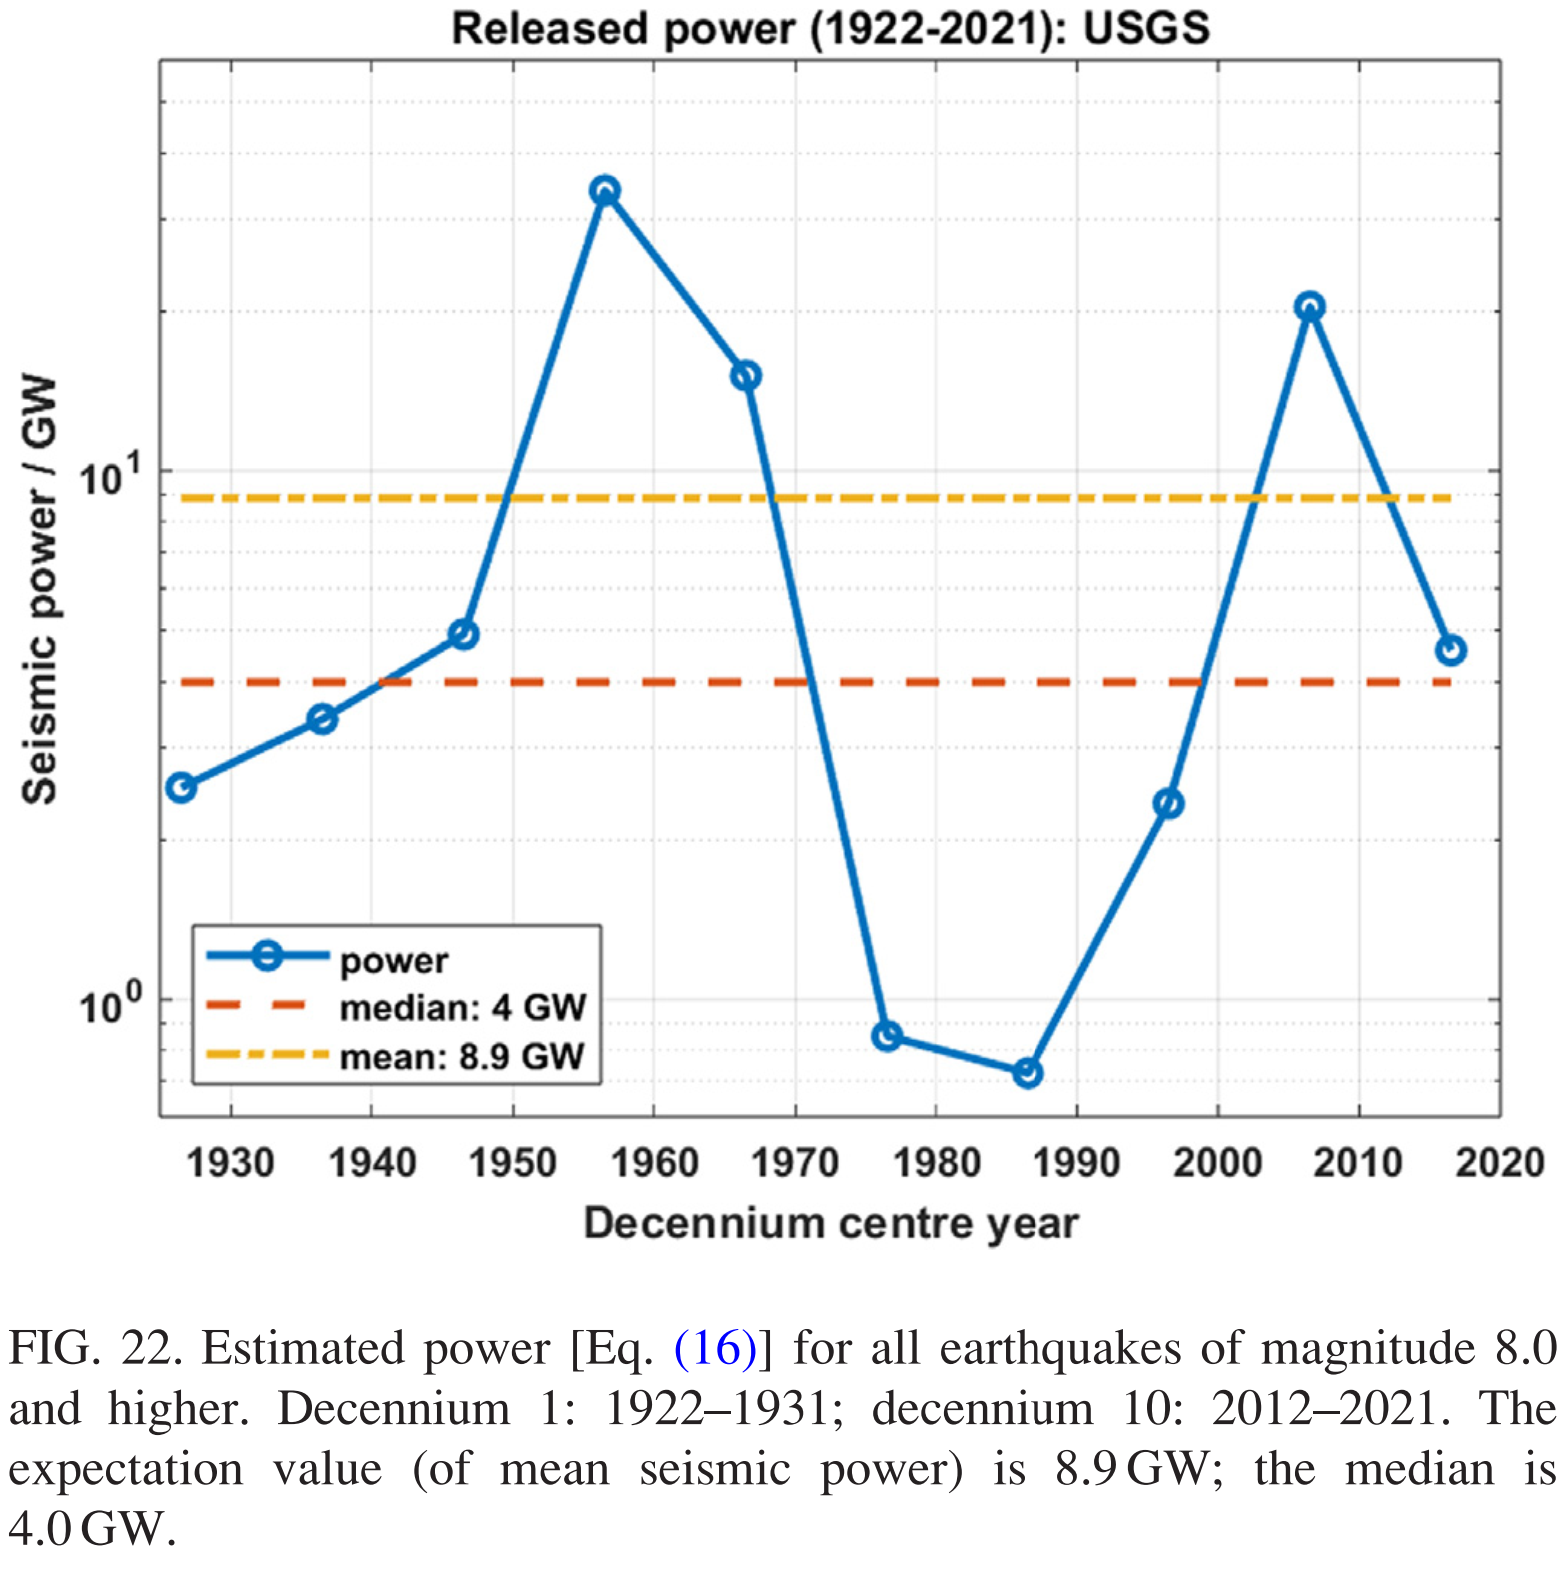 Released power (1922-2021): USGS
Seismic power / GW
10^1
10^0
power
median: 4 GW
mean: 8.9 GW
1930 1940 1950 1960 1970 1980 1990 2000 2010 2020
Decennium centre year
FIG. 22. Estimated power [Eq. (16)] for all earthquakes of magnitude 8.0
and higher. Decennium 1: 1922–1931; decennium 10: 2012–2021. The
expectation value (of mean seismic power) is 8.9 GW; the median is
4.0 GW.